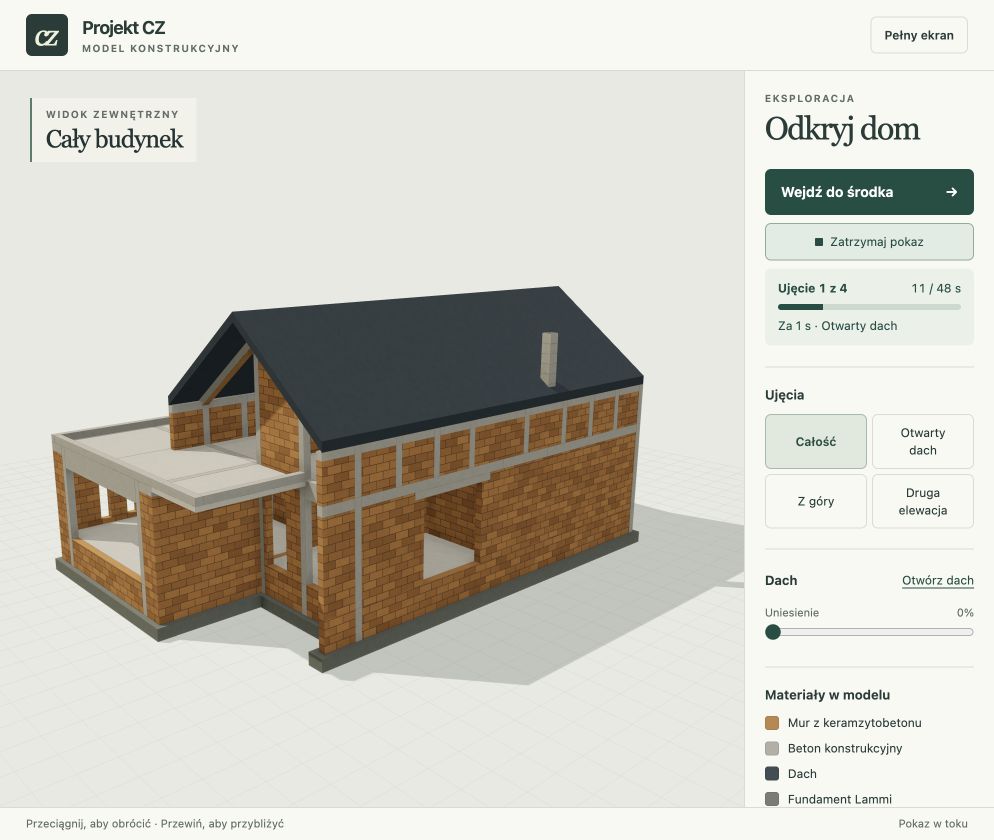 CZ
Projekt CZ
MODEL KONSTRUKCYJNY
Pełny ekran
WIDOK ZEWNĘTRZNY
Cały budynek
EKSPLORACJA
Odkryj dom
Wejdź do środka →
Zatrzymaj pokaz
Ujęcie 1 z 4 11 / 48 s
Za 1 s · Otwarty dach
Ujęcia
Całość
Otwarty
dach
Z góry
Druga
elewacja
Dach Otwórz dach
Uniesienie 0%
Materiały w modelu
Mur z keramzytobetonu
Beton konstrukcyjny
Dach
Fundament Lammi
Przeciągnij, aby obrócić · Przewiń, aby przybliżyć
Pokaz w toku